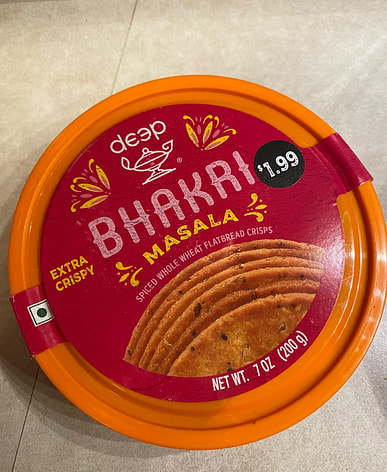 deep
®
$1.99
BHAKRI
MASALA
EXTRA
CRISPY
SPICED WHOLE WHEAT FLATBREAD CRISPS
NET WT. 7 OZ (200 g)